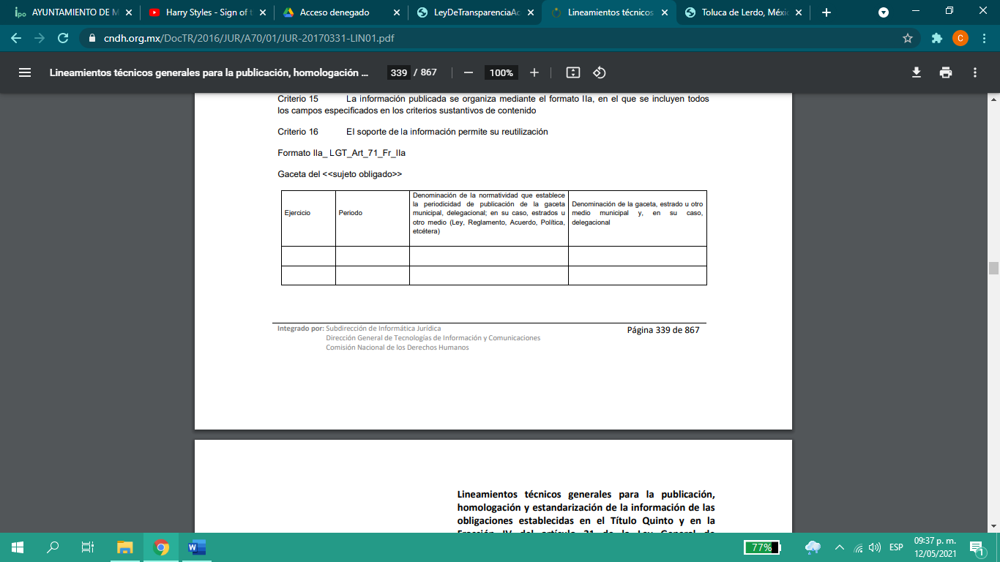 AYUNTAMIENTO DE M
Harry Styles - Sign of t
Acceso denegado
LeyDeTransparenciaAc
Lineamientos técnicos
Toluca de Lerdo, Méxi
cndh.org.mx/DocTR/2016/JUR/A70/01/JUR-20170331-LIN01.pdf
C
Lineamientos técnicos generales para la publicación, homologación ...
339 / 867
100%
Criterio 15 La información publicada se organiza mediante el formato IIa, en el que se incluyen todos
los campos especificados en los criterios sustantivos de contenido
Criterio 16 El soporte de la información permite su reutilización
Formato IIa_ LGT_Art_71_Fr_IIa
Gaceta del <<sujeto obligado>>
Ejercicio
Periodo
Denominación de la normatividad que establece
la periodicidad de publicación de la gaceta
municipal, delegacional; en su caso, estrados u
otro medio (Ley, Reglamento, Acuerdo, Política,
etcétera)
Denominación de la gaceta, estrado u otro
medio municipal y, en su caso,
delegacional
Integrado por: Subdirección de Informática Jurídica
Dirección General de Tecnologías de Información y Comunicaciones
Comisión Nacional de los Derechos Humanos
Página 339 de 867
Lineamientos técnicos generales para la publicación,
homologación y estandarización de la información de las
obligaciones establecidas en el Título Quinto y en la
Fracción IV del artículo 31 de la Ley General de
77%
ESP
09:37 p. m.
12/05/2021
1